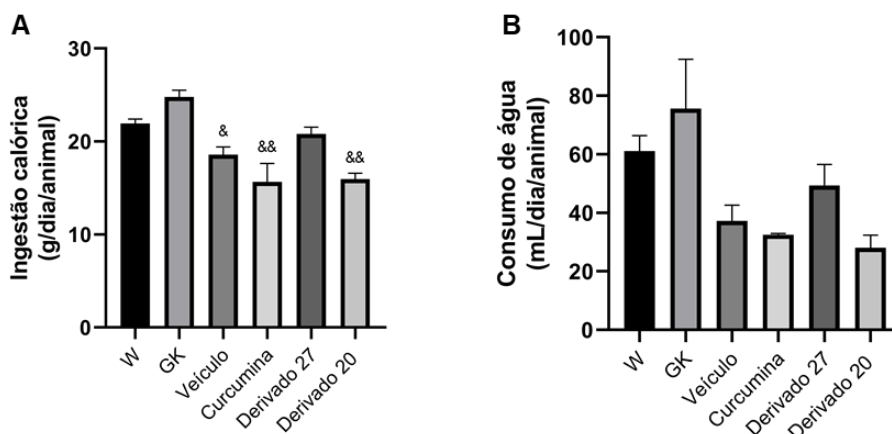 A
Ingestão calórica
(g/dia/animal)
30
20
10
0
&
&&
&&
W
GK
Veículo
Curcumina
Derivado 27
Derivado 20
B
Consumo de água
(mL/dia/animal)
100
80
60
40
20
0
W
GK
Veículo
Curcumina
Derivado 27
Derivado 20